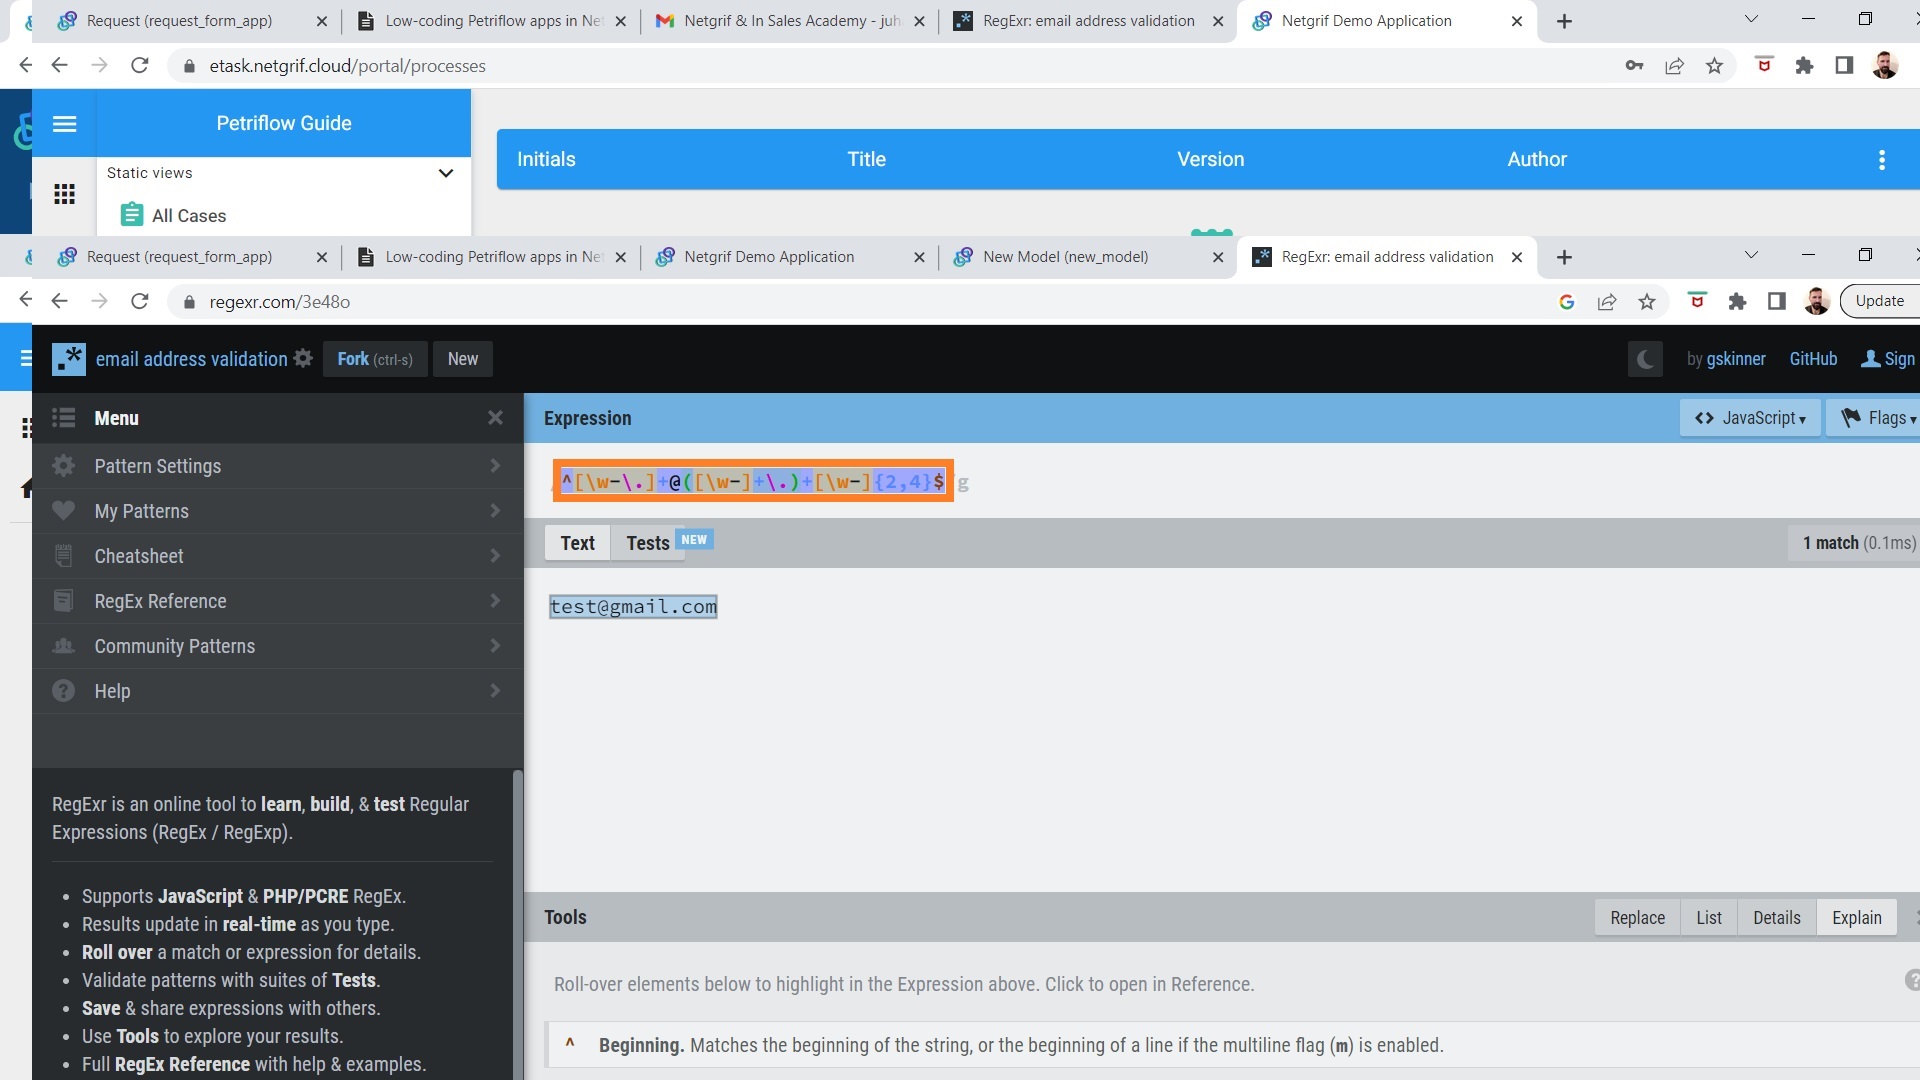 Request (request_form_app)
Low-coding Petriflow apps in Net
Netgrif & In Sales Academy - juh
RegExr: email address validation
Netgrif Demo Application
etask.netgrif.cloud/portal/processes
Petriflow Guide
Initials
Title
Version
Author
Static views
All Cases
Request (request_form_app)
Low-coding Petriflow apps in Net
Netgrif Demo Application
New Model (new_model)
RegExr: email address validation
regexr.com/3e48o
Update
email address validation
Fork (ctrl-s)
New
by gskinner
GitHub
Sign
Menu
Expression
JavaScript
Flags
Pattern Settings
^[\w-\.]+@([\w-]+\.)+[\w-]{2,4}$
g
My Patterns
Text
Tests
NEW
1 match (0.1ms)
Cheatsheet
RegEx Reference
test@gmail.com
Community Patterns
Help
RegExr is an online tool to learn, build, & test Regular
Expressions (RegEx / RegExp).
• Supports JavaScript & PHP/PCRE RegEx.
• Results update in real-time as you type.
• Roll over a match or expression for details.
• Validate patterns with suites of Tests.
• Save & share expressions with others.
• Use Tools to explore your results.
• Full RegEx Reference with help & examples.
Tools
Replace
List
Details
Explain
Roll-over elements below to highlight in the Expression above. Click to open in Reference.
^ Beginning. Matches the beginning of the string, or the beginning of a line if the multiline flag (m) is enabled.